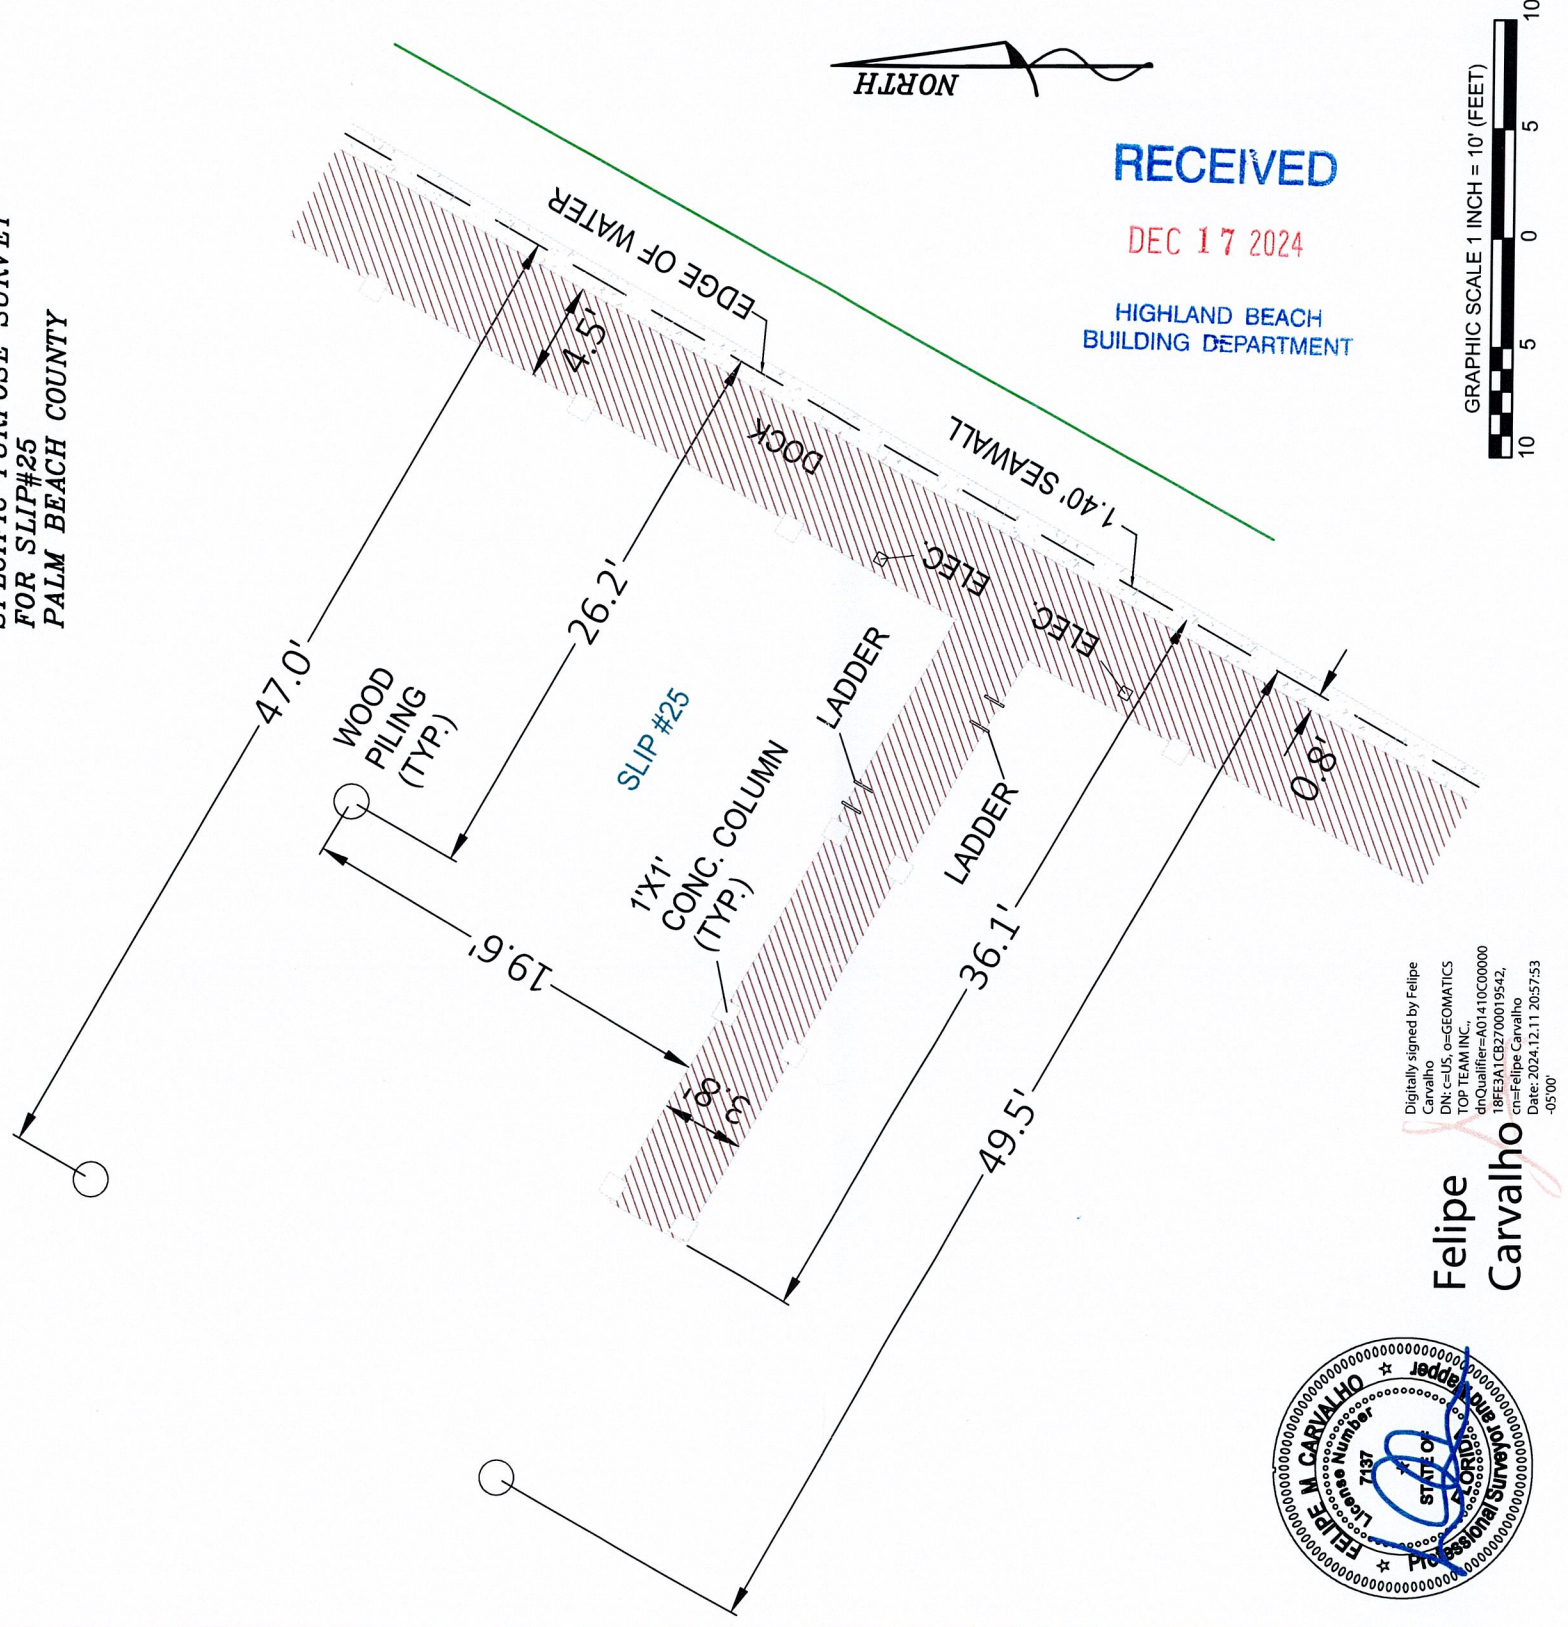 FOR SLIP#25
PALM BEACH COUNTY
NORTH
RECEIVED
DEC 17 2024
HIGHLAND BEACH
BUILDING DEPARTMENT
GRAPHIC SCALE 1 INCH = 10' (FEET)
10 5 0 5 10
EDGE OF WATER
4.5'
DOCK
1.40' SEAWALL
ELEC.
ELEC.
47.0'
26.2'
WOOD
PILING
(TYP.)
SLIP #25
LADDER
LADDER
1'X1'
CONC. COLUMN
(TYP.)
19.6'
3.8'
36.1'
49.5'
0.8'
Felipe
Carvalho
Digitally signed by Felipe
Carvalho
DN: c=US, o=GEOMATICS
TOP TEAM INC.,
dnQualifier=A01410C00000
18FE3A1CB2700019542,
cn=Felipe Carvalho
Date: 2024.12.11 20:57:53
-05'00'
FELIPE M CARVALHO
License Number
7137
STATE OF
FLORIDA
Professional Surveyor and Mapper